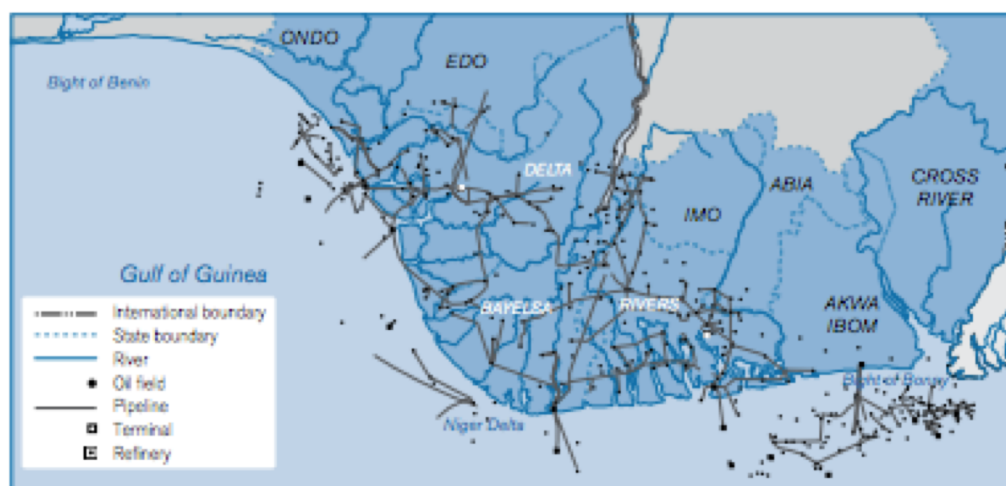 ONDO
EDO
Bight of Benin
DELTA
ABIA
CROSS
RIVER
IMO
Gulf of Guinea
International boundary
State boundary
River
Oil field
Pipeline
Terminal
Refinery
BAYELSA
RIVERS
AKWA
IBOM
Bight of Bonny
Niger Delta